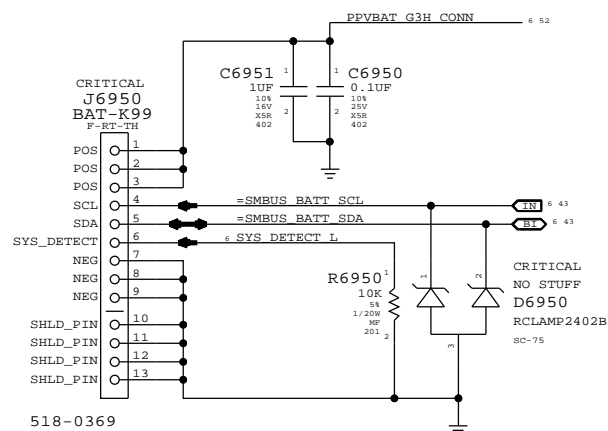 PPVBAT_G3H_CONN
6 52
C6951
1UF
10%
16V
X5R
402
1
2
C6950
0.1UF
10%
25V
X5R
402
1
2
CRITICAL
J6950
BAT-K99
F-RT-TH
POS 1
POS 2
POS 3
SCL 4 =SMBUS_BATT_SCL IN 6 43
SDA 5 =SMBUS_BATT_SDA BI 6 43
SYS_DETECT 6 6 SYS_DETECT_L
NEG 7
NEG 8
NEG 9
SHLD_PIN 10
SHLD_PIN 11
SHLD_PIN 12
SHLD_PIN 13
R6950
10K
5%
1/20W
MF
201
1
2
1
2
3
CRITICAL
NO STUFF
D6950
RCLAMP2402B
SC-75
518-0369